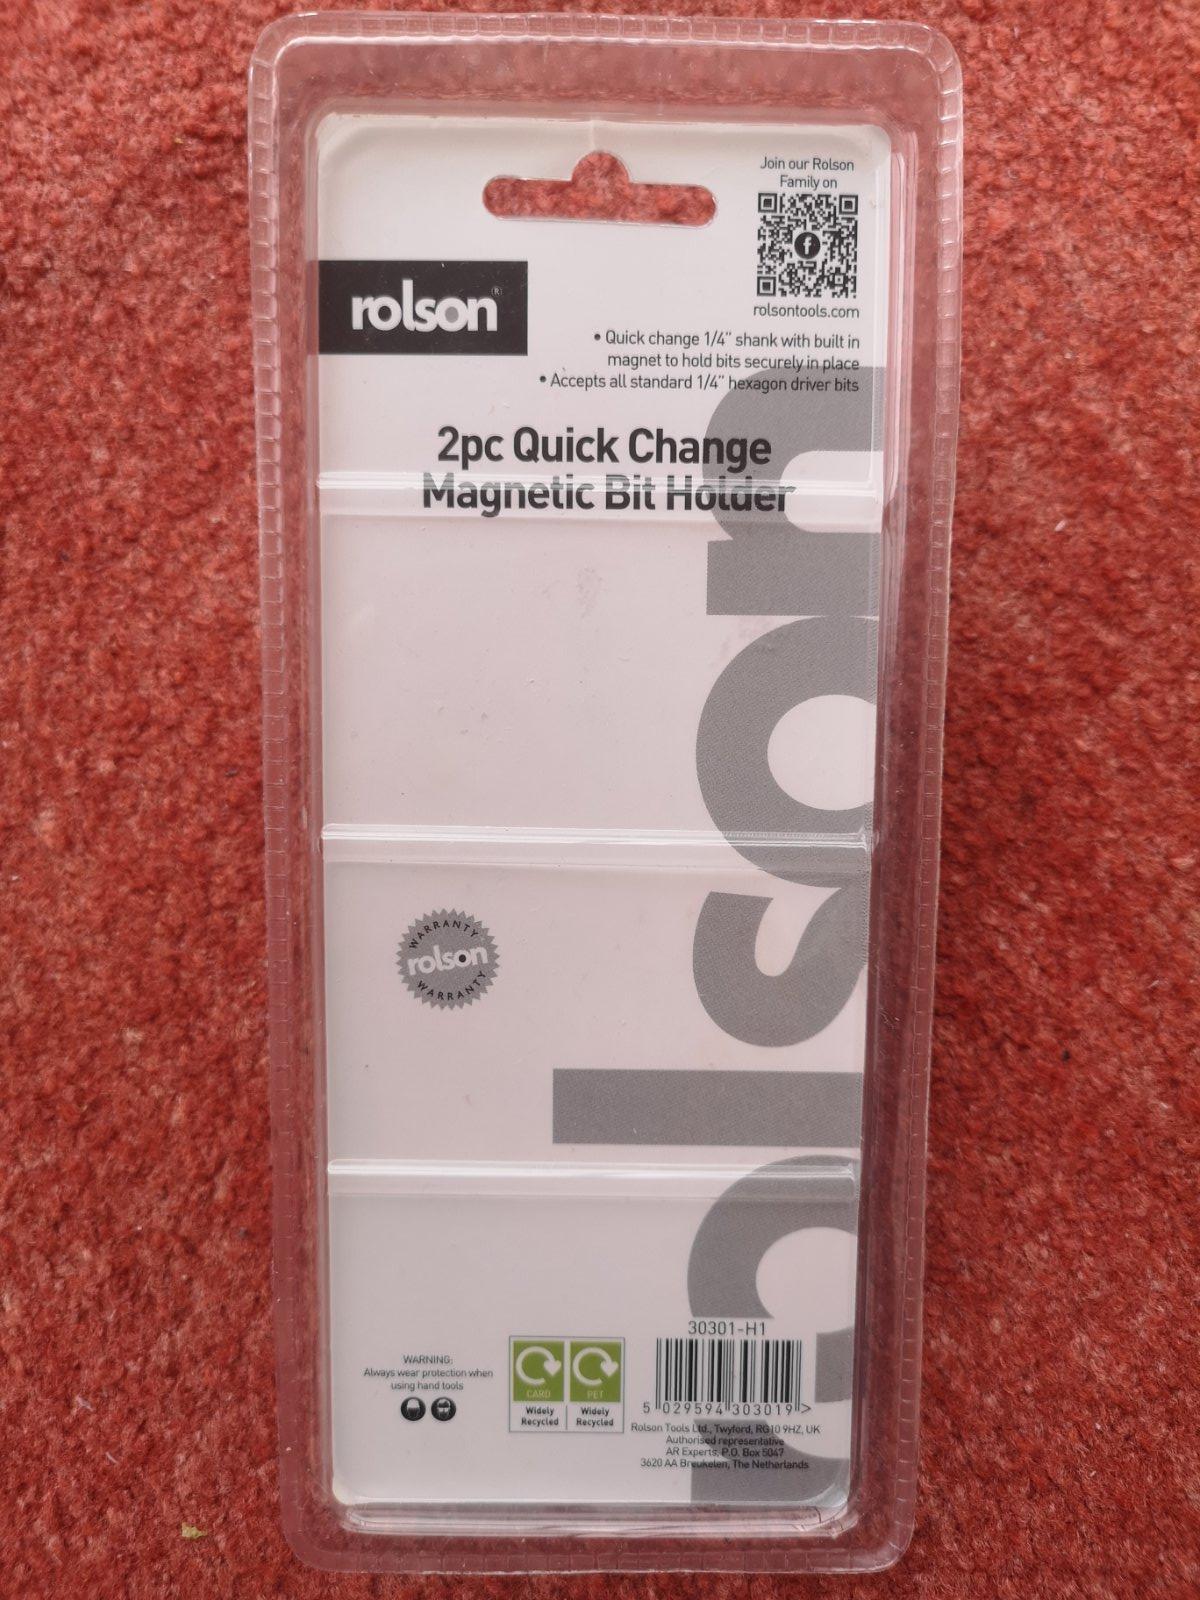 Join our Rolson
Family on
f
rolsontools.com
rolson®
• Quick change 1/4" shank with built in
magnet to hold bits securely in place
• Accepts all standard 1/4" hexagon driver bits
2pc Quick Change
Magnetic Bit Holder
rolson
WARRANTY
rolson
WARRANTY
30301-H1
WARNING:
Always wear protection when
using hand tools
CARD
Widely
Recycled
PET
Widely
Recycled
5 029594 303019 >
Rolson Tools Ltd., Twyford, RG10 9HZ, UK
Authorised representative
AR Experts, P.O. Box 5047
3620 AA Breukelen, The Netherlands